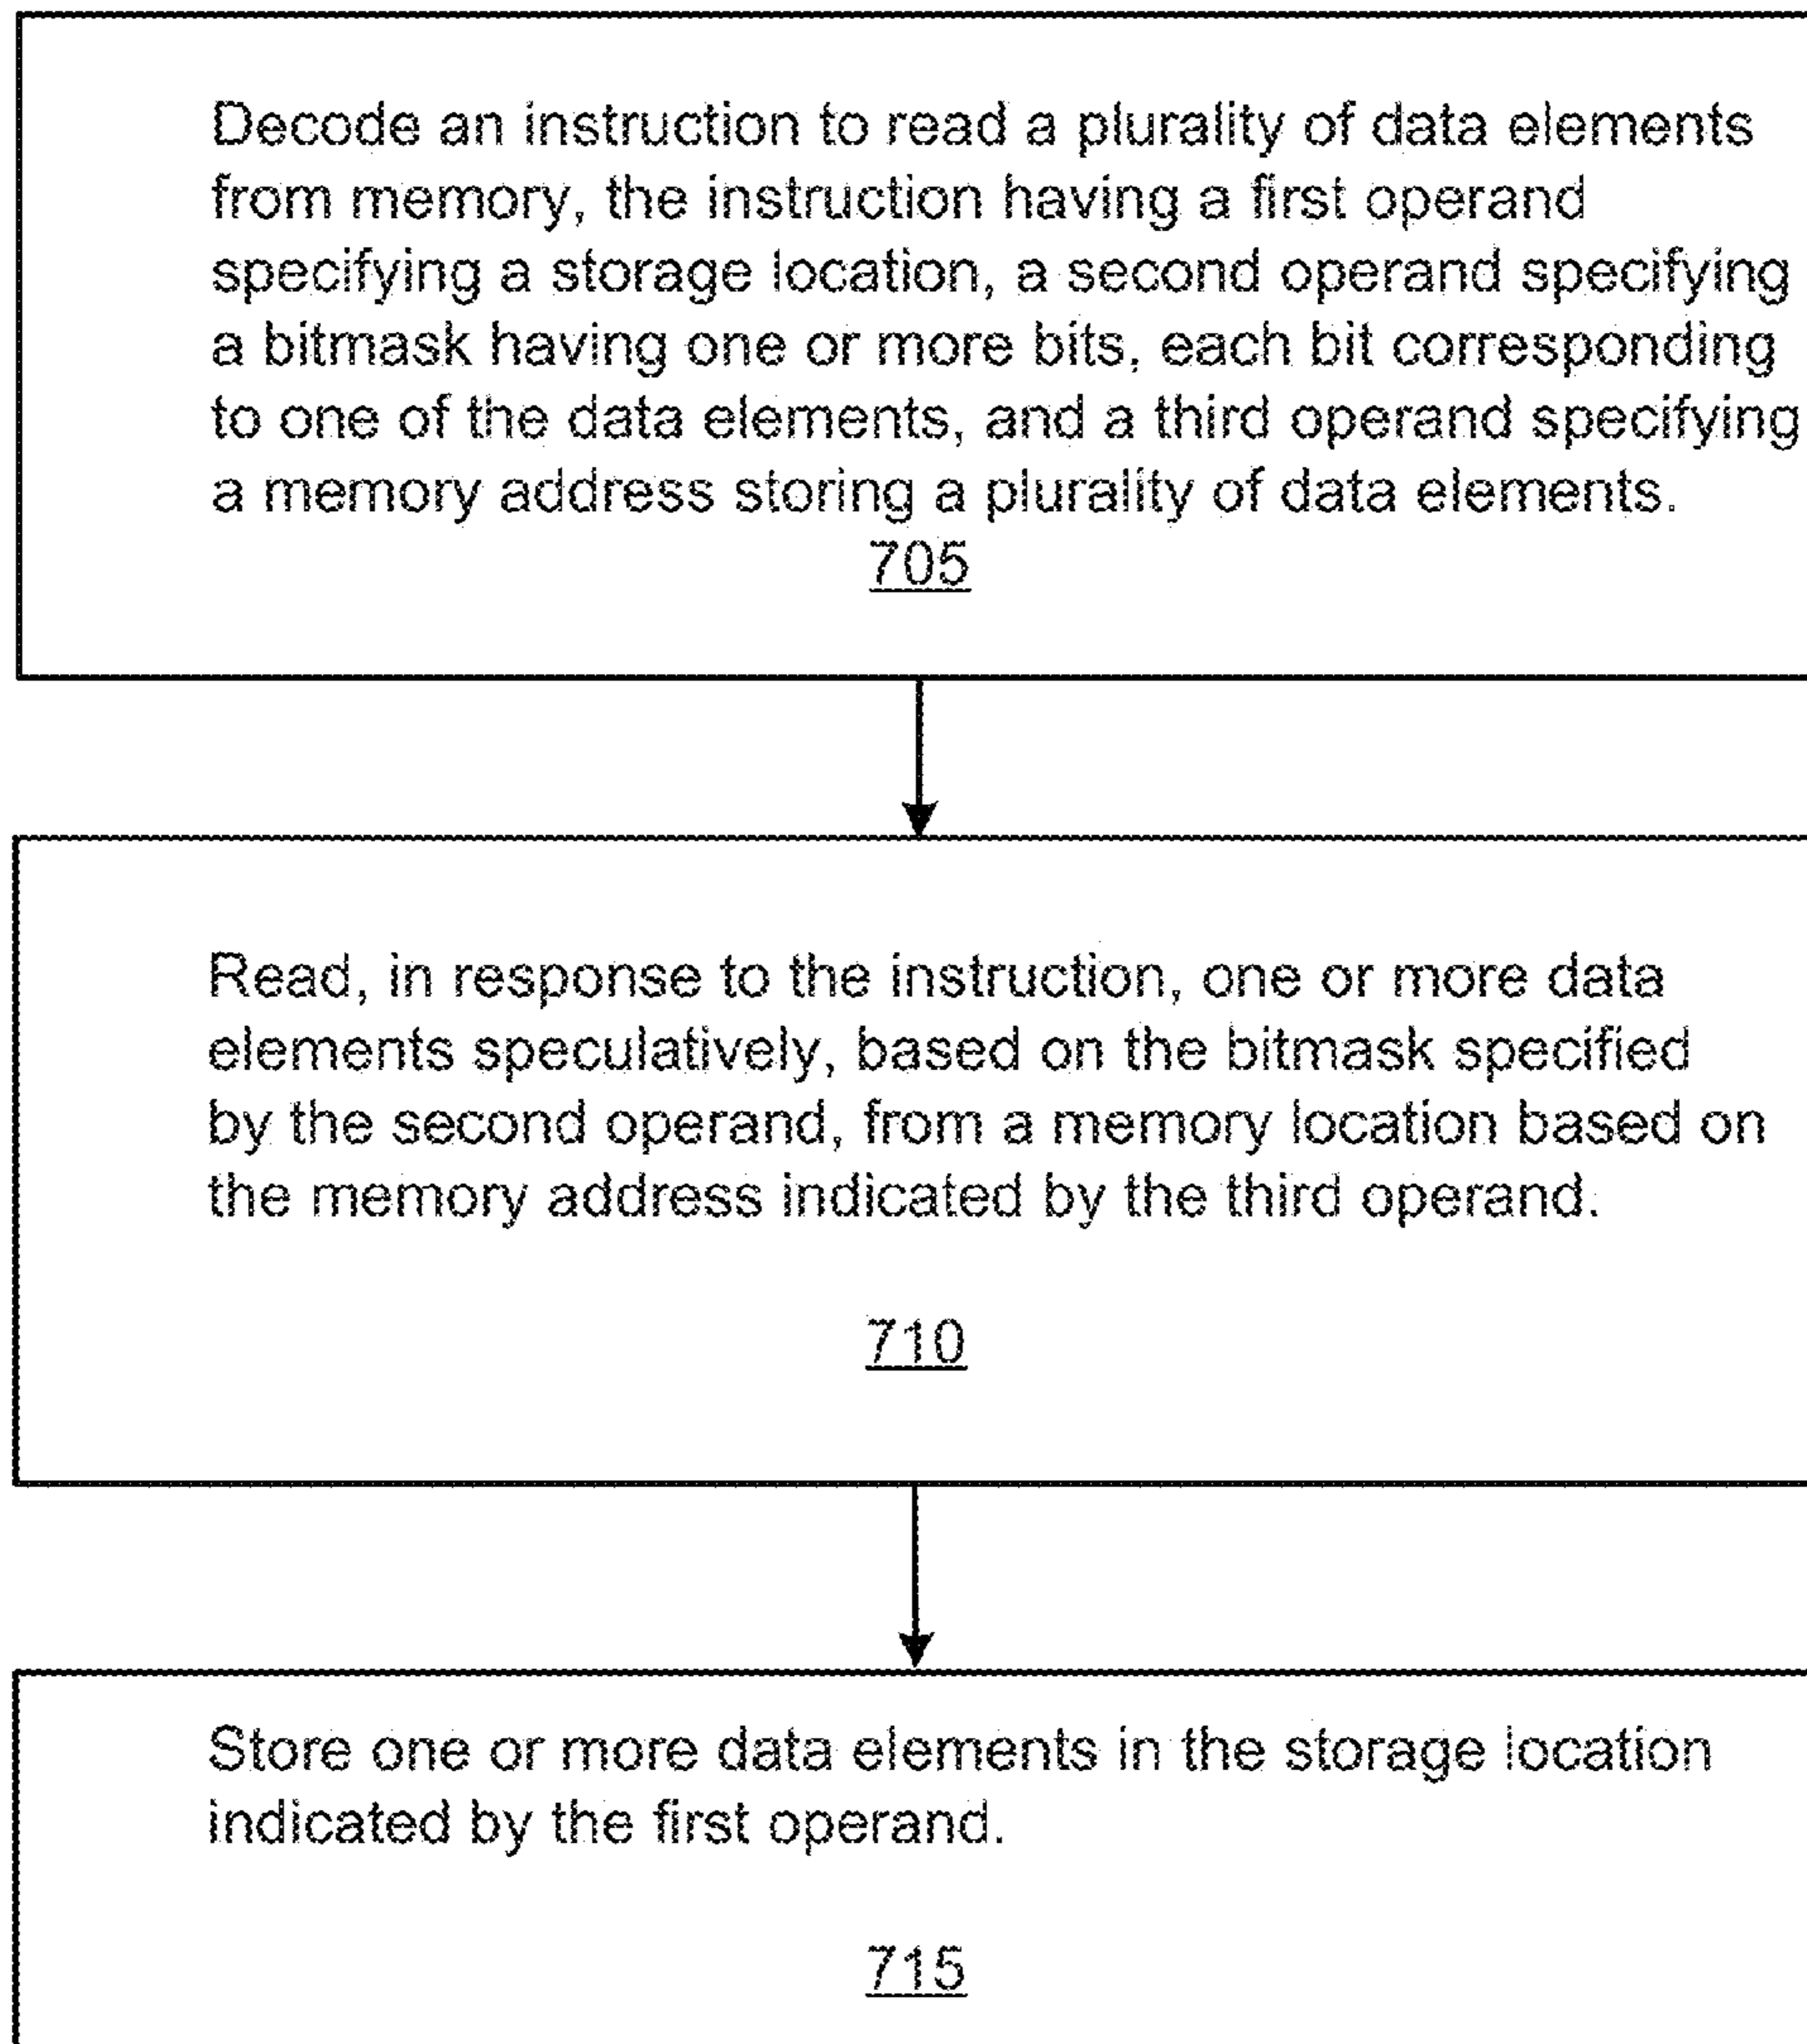 Decode an instruction to read a plurality of data elements
from memory, the instruction having a first operand
specifying a storage location, a second operand specifying
a bitmask having one or more bits, each bit corresponding
to one of the data elements, and a third operand specifying
a memory address storing a plurality of data elements.
705
Read, in response to the instruction, one or more data
elements speculatively, based on the bitmask specified
by the second operand, from a memory location based on
the memory address indicated by the third operand.
710
Store one or more data elements in the storage location
indicated by the first operand.
715